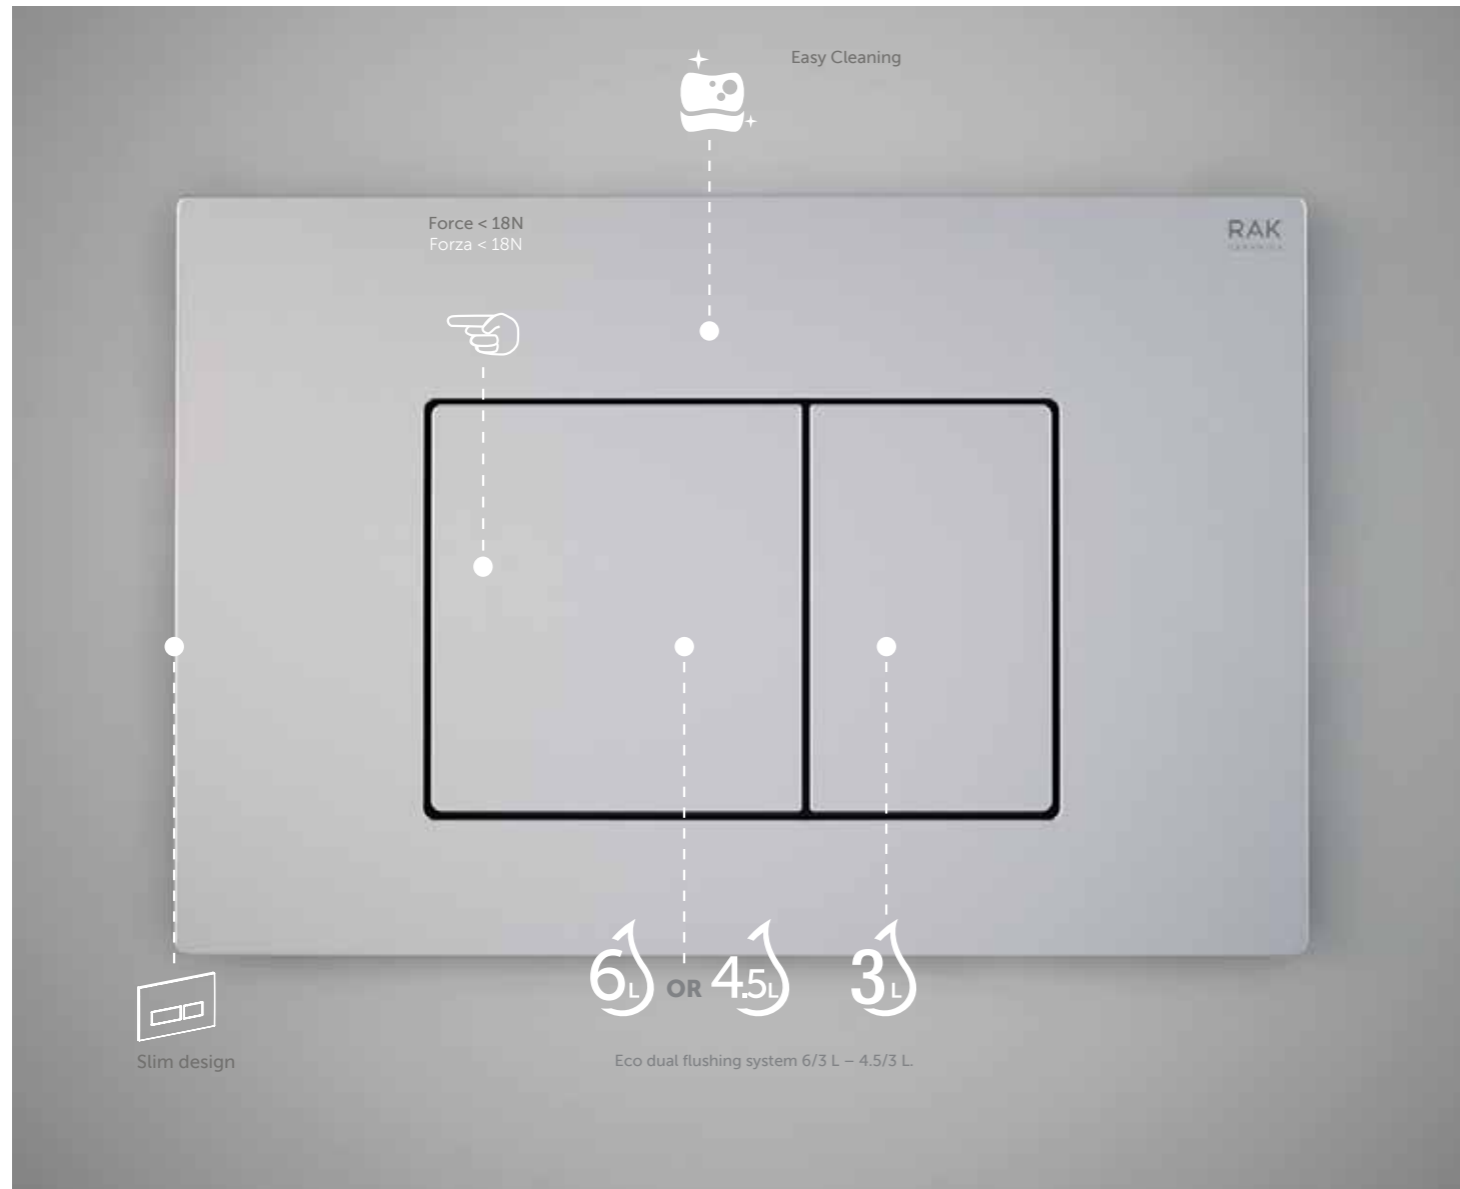 Easy Cleaning
Force < 18N
Forza < 18N
RAK
CERAMICS
6L OR 4.5L 3L
Slim design
Eco dual flushing system 6/3 L – 4.5/3 L.